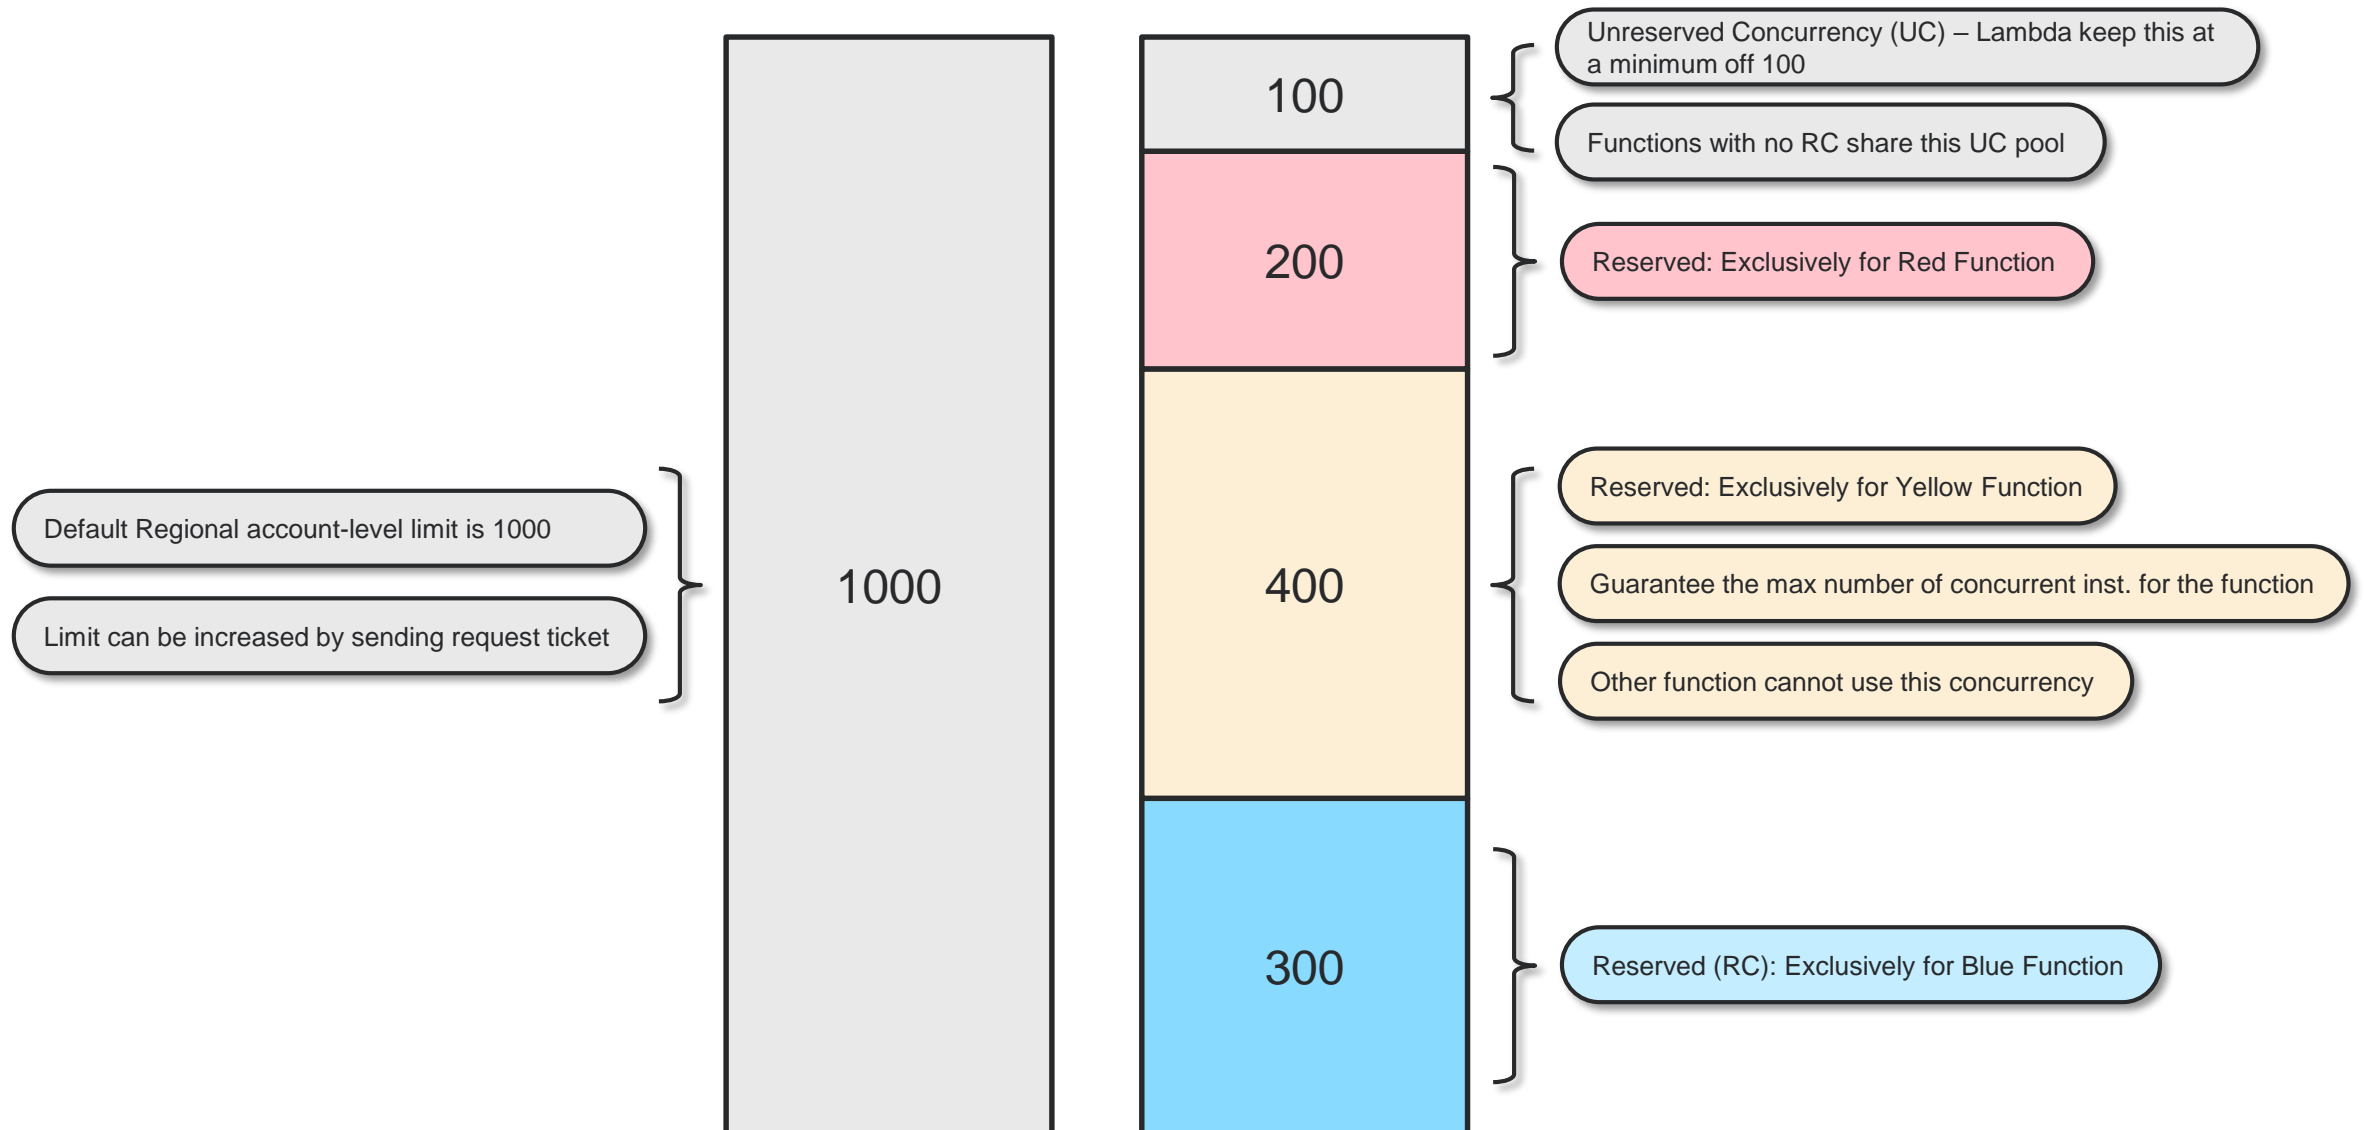 Default Regional account-level limit is 1000
Limit can be increased by sending request ticket
1000
100
200
400
300
Unreserved Concurrency (UC) – Lambda keep this at
a minimum off 100
Functions with no RC share this UC pool
Reserved: Exclusively for Red Function
Reserved: Exclusively for Yellow Function
Guarantee the max number of concurrent inst. for the function
Other function cannot use this concurrency
Reserved (RC): Exclusively for Blue Function